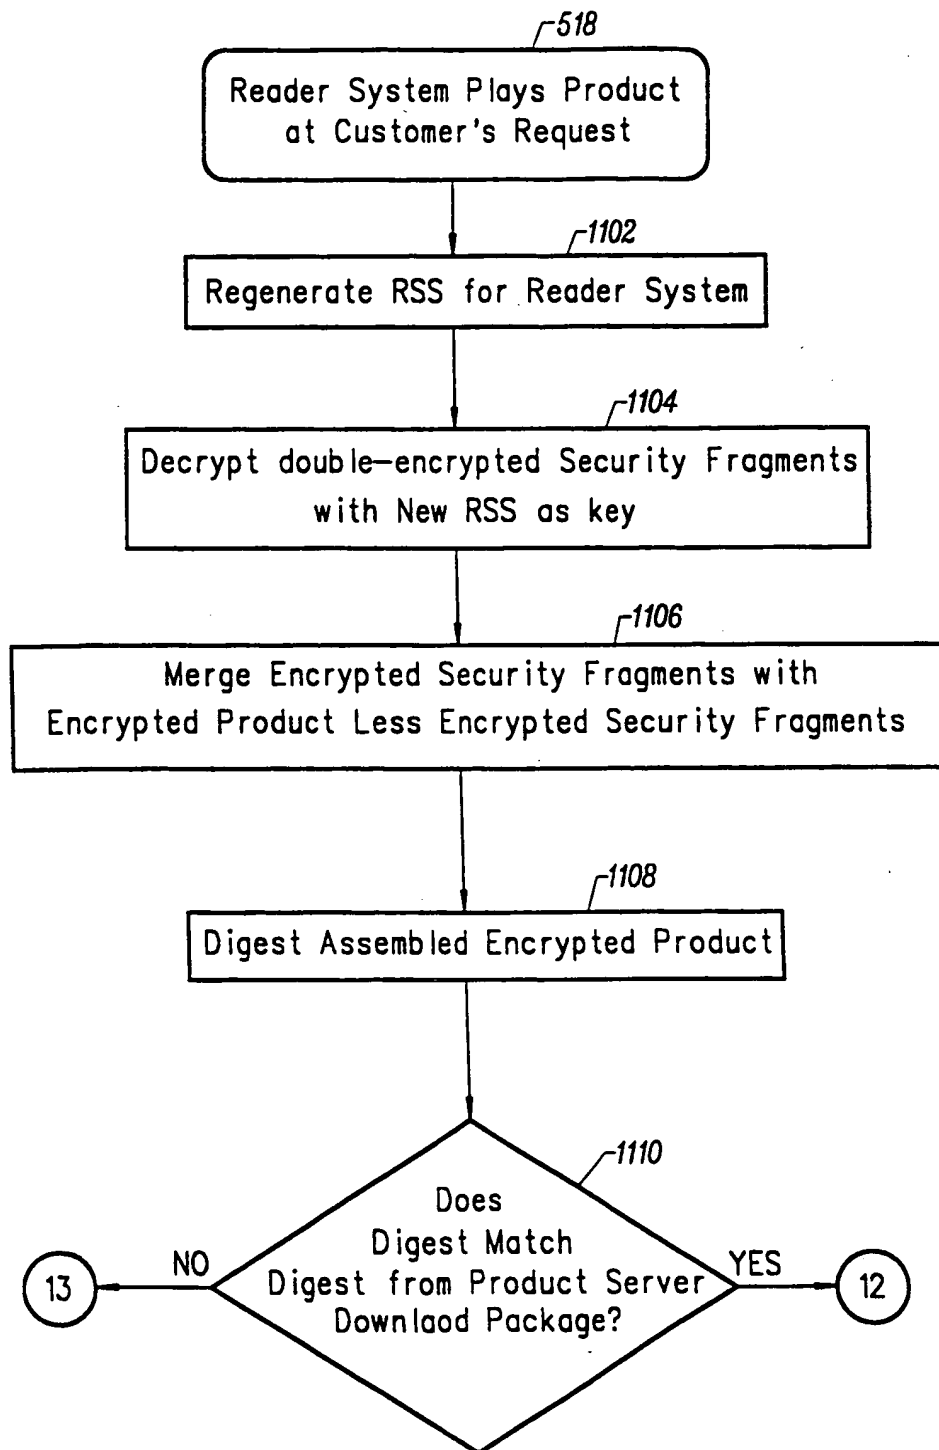 518
Reader System Plays Product
at Customer's Request
1102
Regenerate RSS for Reader System
1104
Decrypt double-encrypted Security Fragments
with New RSS as key
1106
Merge Encrypted Security Fragments with
Encrypted Product Less Encrypted Security Fragments
1108
Digest Assembled Encrypted Product
1110
Does
Digest Match
Digest from Product Server
Downlaod Package?
NO
YES
13
12